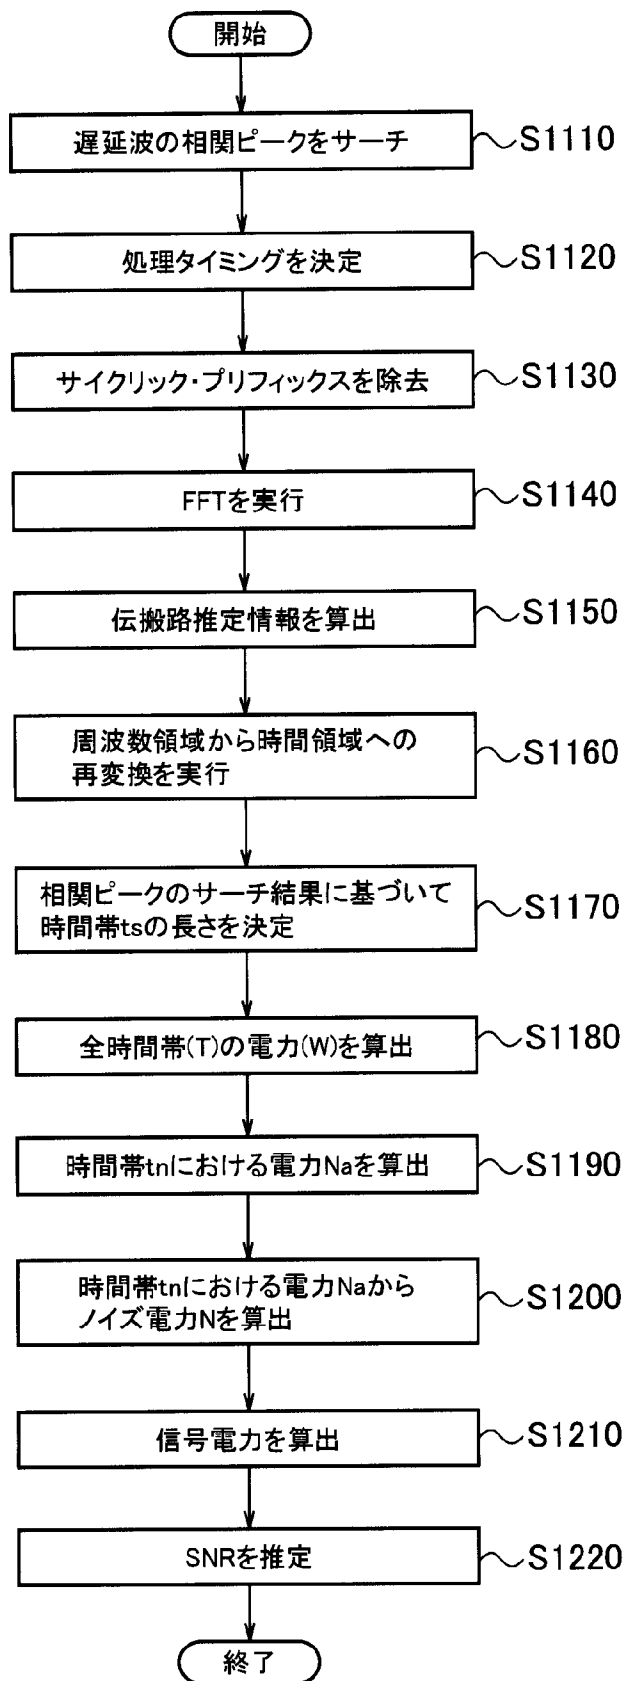 開始
遅延波の相関ピークをサーチ
S1110
処理タイミングを決定
S1120
サイクリック・プリフィックスを除去
S1130
FFTを実行
S1140
伝搬路推定情報を算出
S1150
周波数領域から時間領域への
再変換を実行
S1160
相関ピークのサーチ結果に基づいて
時間帯tsの長さを決定
S1170
全時間帯(T)の電力(W)を算出
S1180
時間帯tnにおける電力Naを算出
S1190
時間帯tnにおける電力Naから
ノイズ電力Nを算出
S1200
信号電力を算出
S1210
SNRを推定
S1220
終了